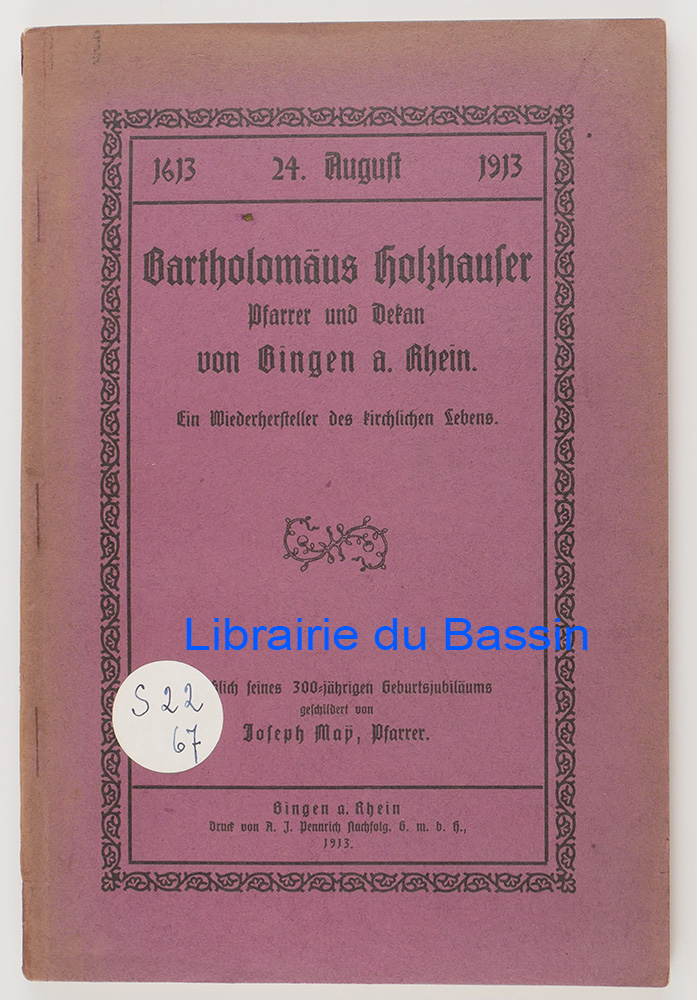 1613 24. August 1913
Bartholomäus Holzhauser
Pfarrer und Dekan
von Bingen a. Rhein.
Ein Wiederhersteller des kirchlichen Lebens.
Librairie du Bassin
seines 300-jährigen Geburtsjubiläums
geschildert von
Joseph Maÿ, Pfarrer.
S 22
67
Bingen a. Rhein
Druck von A. J. Pennrich Nachfolg. G. m. b. H.,
1913.